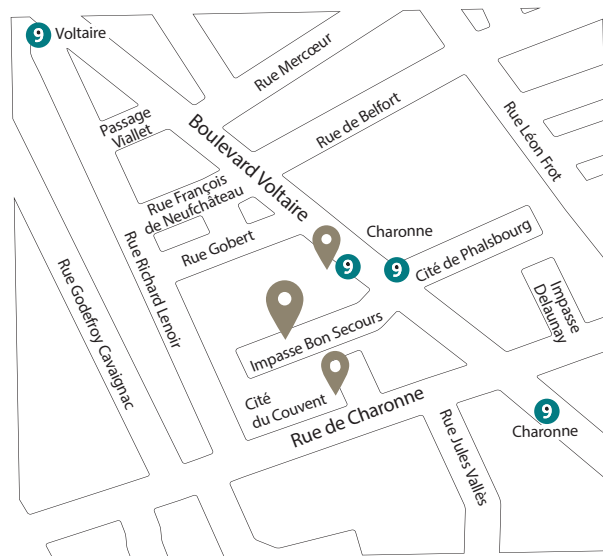 9 Voltaire
Rue Mercœur
Passage
Viallet
Boulevard Voltaire
Rue de Belfort
Rue Léon Frot
Rue François
de Neufchâteau
Charonne
Rue Gobert
9
9
Cité de Phalsbourg
Rue Godefroy Cavaignac
Rue Richard Lenoir
Impasse
Delaunay
Impasse Bon Secours
Cité
du Couvent
Rue de Charonne
9
Charonne
Rue Jules Vallès